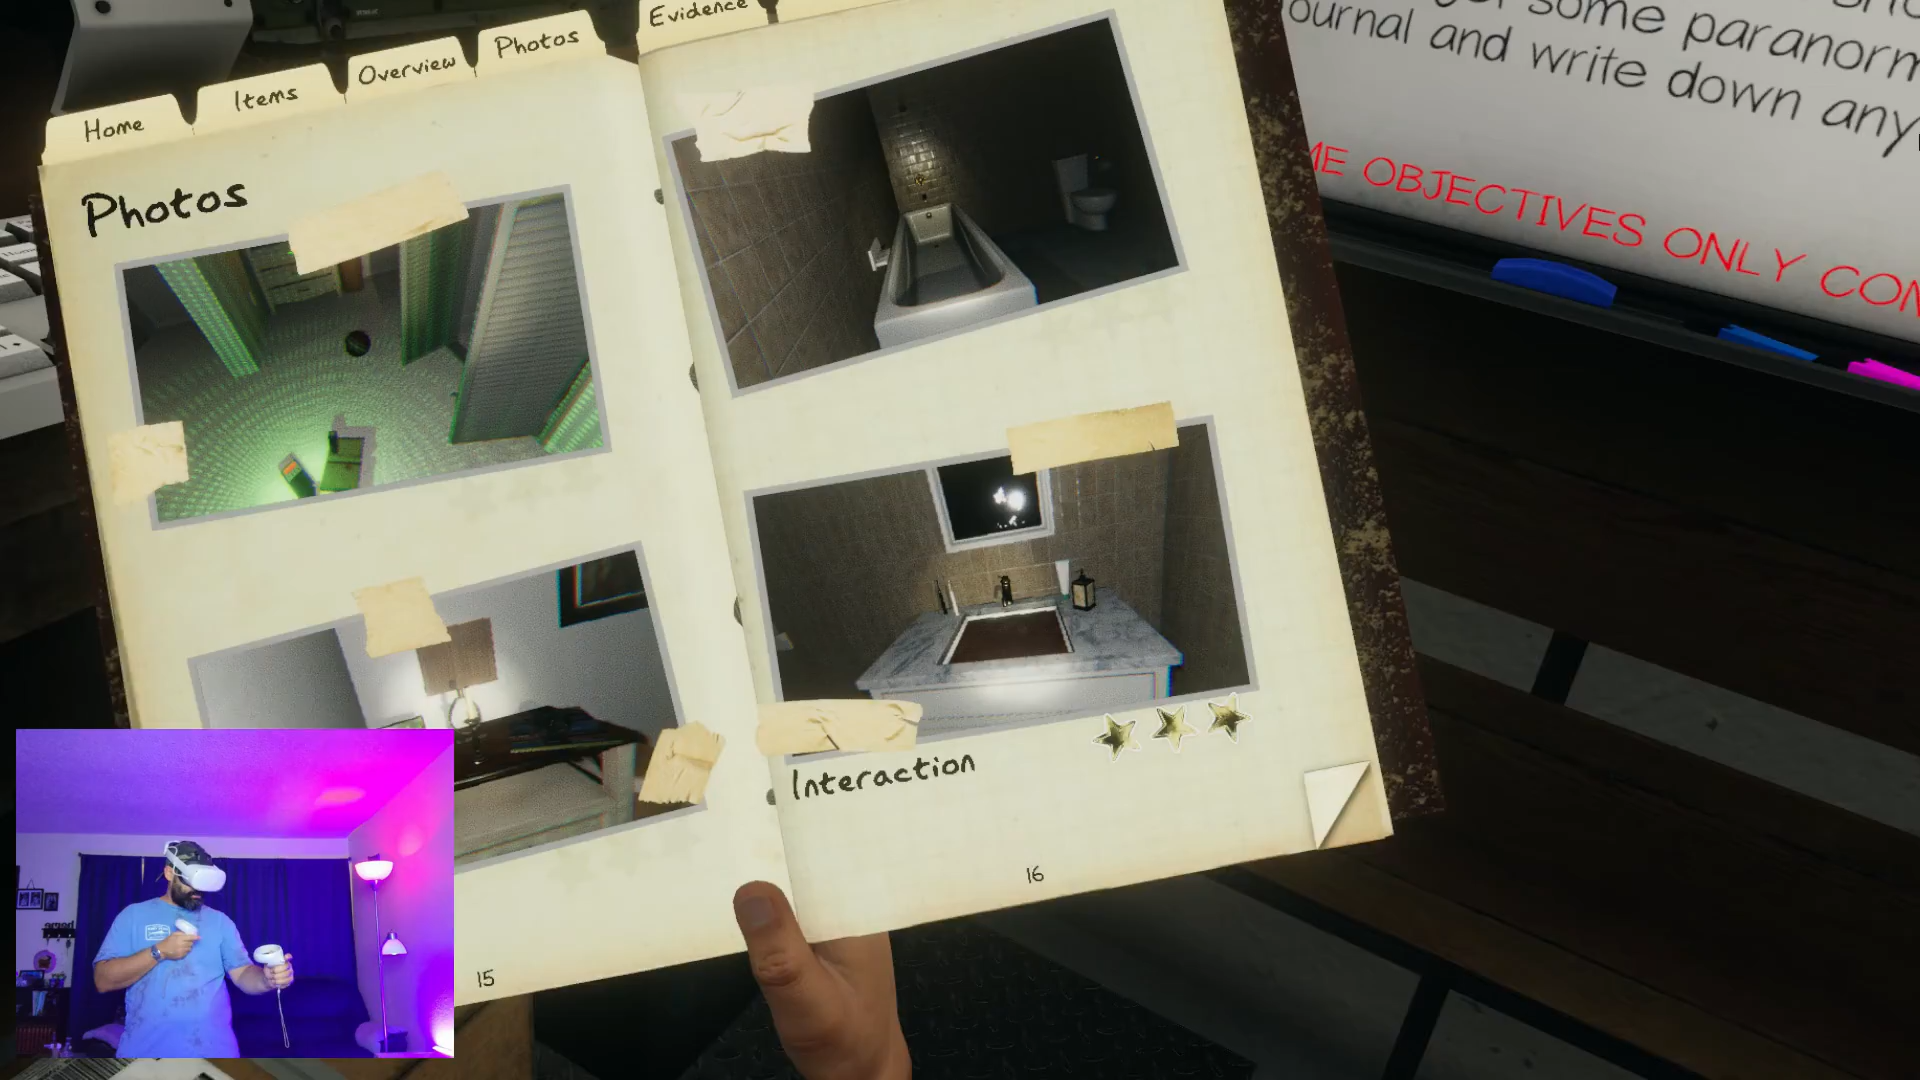 Home
Items
Overview
Photos
Evidence
Photos
Interaction
15
16
some paranorm
ournal and write down any
ME OBJECTIVES ONLY CON